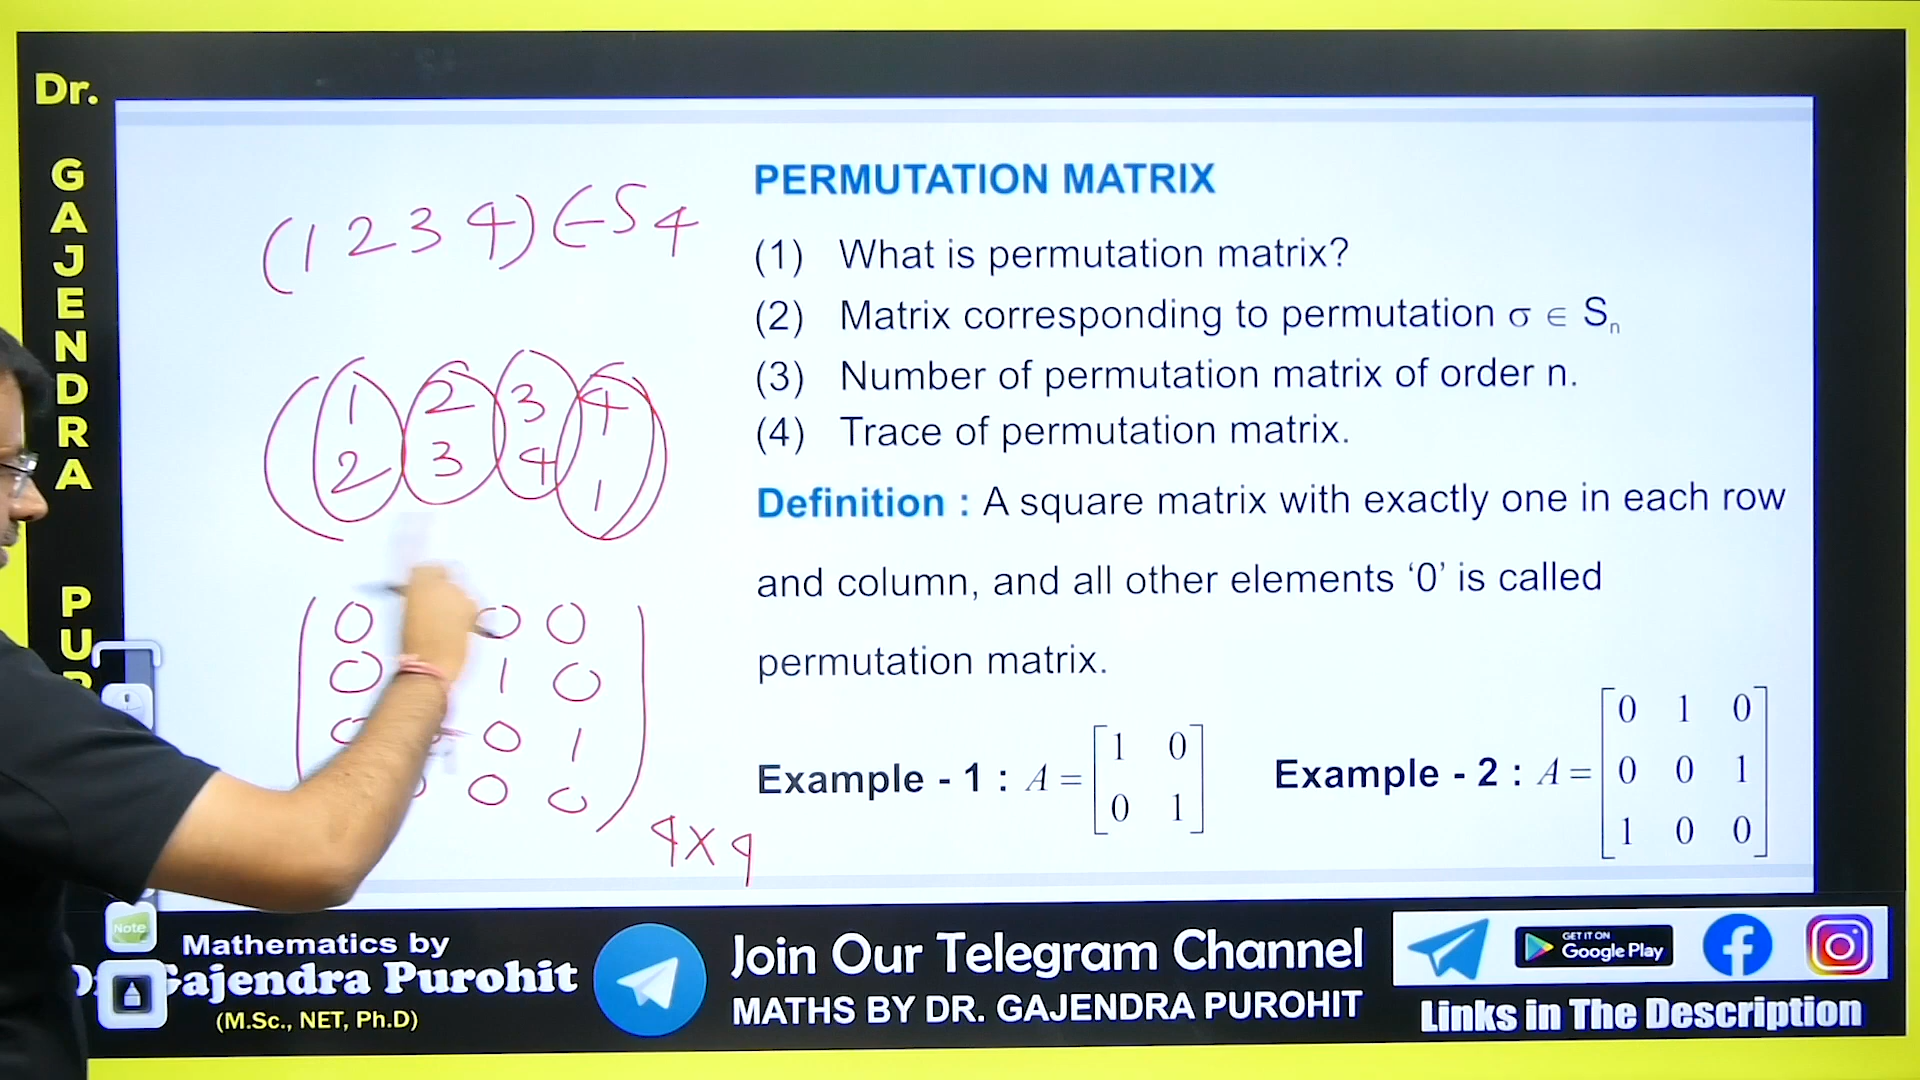 Dr.
GAJENDRA
PU
(1 2 3 4) ∈ S4
(1 2 3 4
2 3 4 1)
0 0 0
0 1 0
0 1
0 0
4×4
PERMUTATION MATRIX
(1) What is permutation matrix?
(2) Matrix corresponding to permutation σ ∈ Sn
(3) Number of permutation matrix of order n.
(4) Trace of permutation matrix.
Definition : A square matrix with exactly one in each row
and column, and all other elements ‘0’ is called
permutation matrix.
Example - 1 : A = [1 0
0 1]
Example - 2 : A = [0 1 0
0 0 1
1 0 0]
Note
Mathematics by
Gajendra Purohit
(M.Sc., NET, Ph.D)
Join Our Telegram Channel
MATHS BY DR. GAJENDRA PUROHIT
GET IT ON
Google Play
Links in The Description